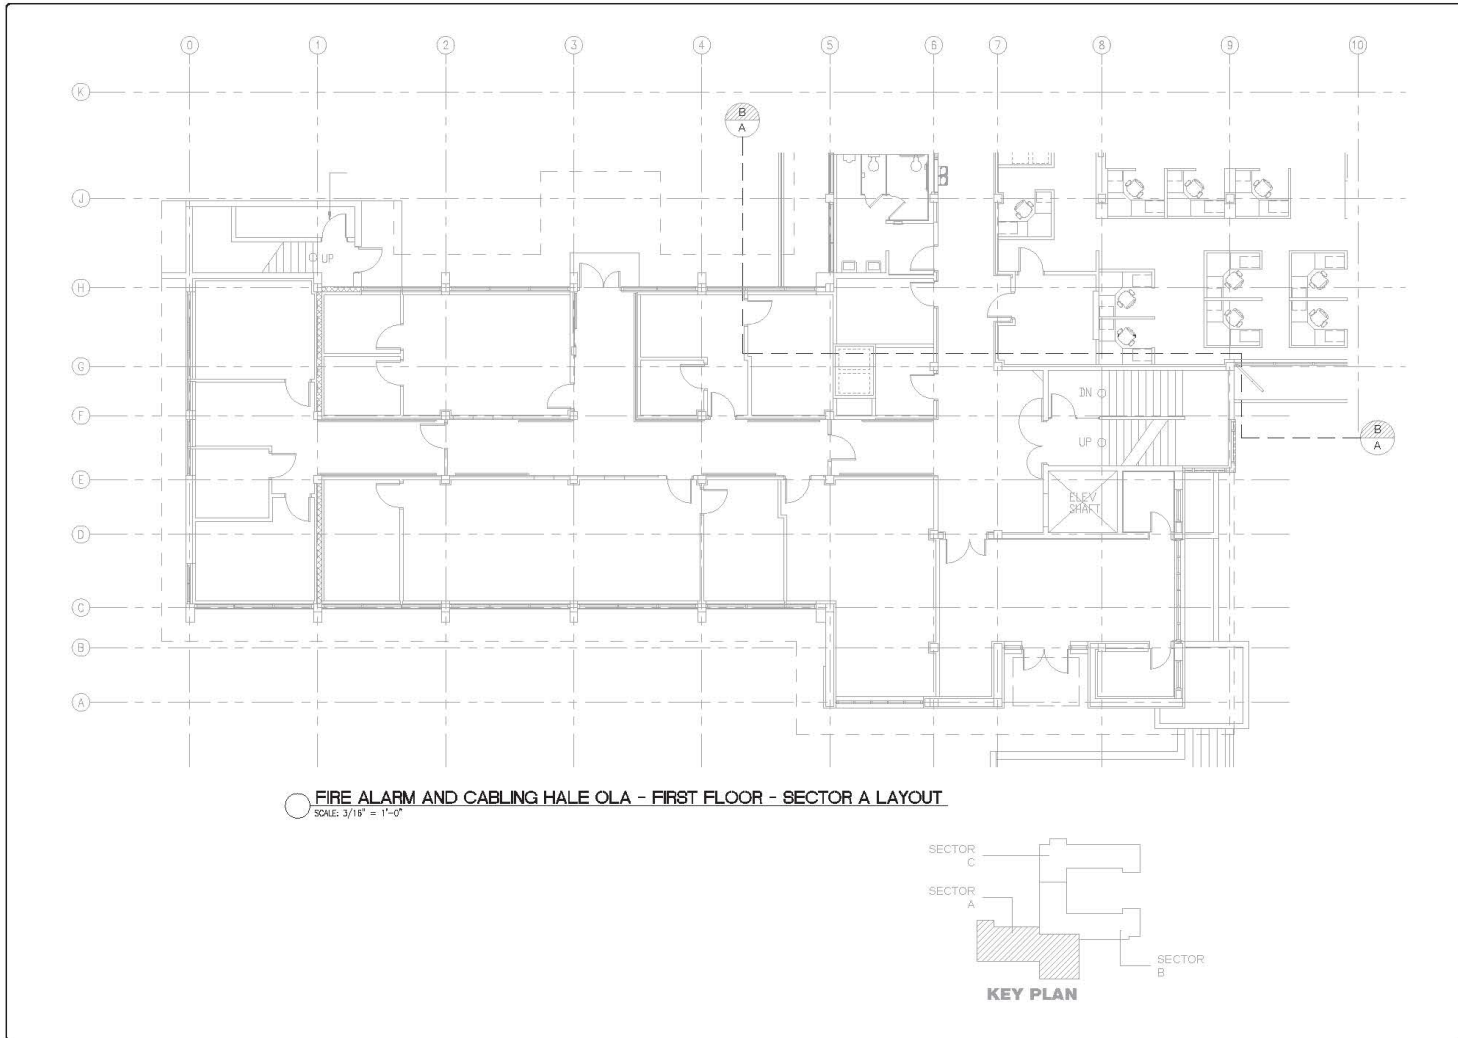 0 1 2 3 4 5 6 7 8 9 10
K
B
A
J
UP
H
G
DN
F
UP
B
A
E
ELEV
SHAFT
D
C
B
A
FIRE ALARM AND CABLING HALE OLA - FIRST FLOOR - SECTOR A LAYOUT
SCALE: 3/16" = 1'-0"
SECTOR
C
SECTOR
A
SECTOR
B
KEY PLAN